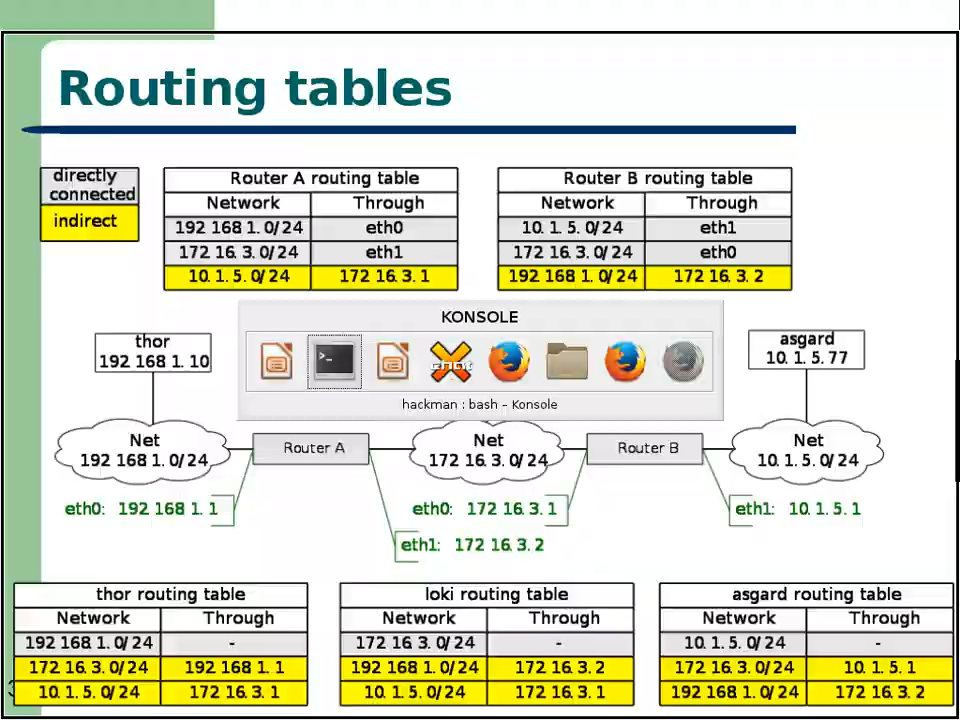 Routing tables
directly
connected
indirect
Router A routing table
Network Through
192.168.1.0/24 eth0
172.16.3.0/24 eth1
10.1.5.0/24 172.16.3.1
Router B routing table
Network Through
10.1.5.0/24 eth1
172.16.3.0/24 eth0
192.168.1.0/24 172.16.3.2
KONSOLE
>_
chat
hackman : bash – Konsole
thor
192.168.1.10
asgard
10.1.5.77
Net
192.168.1.0/24
Router A
Net
172.16.3.0/24
Router B
Net
10.1.5.0/24
eth0: 192.168.1.1
eth0: 172.16.3.1
eth1: 10.1.5.1
eth1: 172.16.3.2
thor routing table
Network Through
192.168.1.0/24 -
172.16.3.0/24 192.168.1.1
10.1.5.0/24 172.16.3.1
loki routing table
Network Through
172.16.3.0/24 -
192.168.1.0/24 172.16.3.2
10.1.5.0/24 172.16.3.1
asgard routing table
Network Through
10.1.5.0/24 -
172.16.3.0/24 10.1.5.1
192.168.1.0/24 172.16.3.2